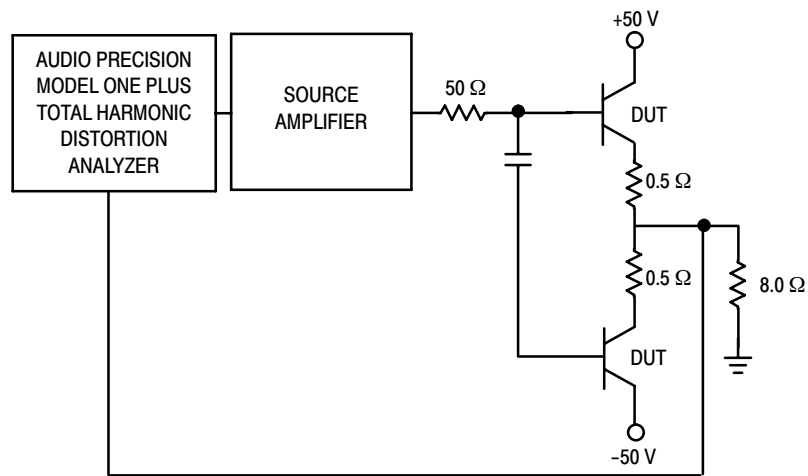 AUDIO PRECISION
MODEL ONE PLUS
TOTAL HARMONIC
DISTORTION
ANALYZER
SOURCE
AMPLIFIER
50 Ω
+50 V
DUT
0.5 Ω
0.5 Ω
8.0 Ω
DUT
–50 V